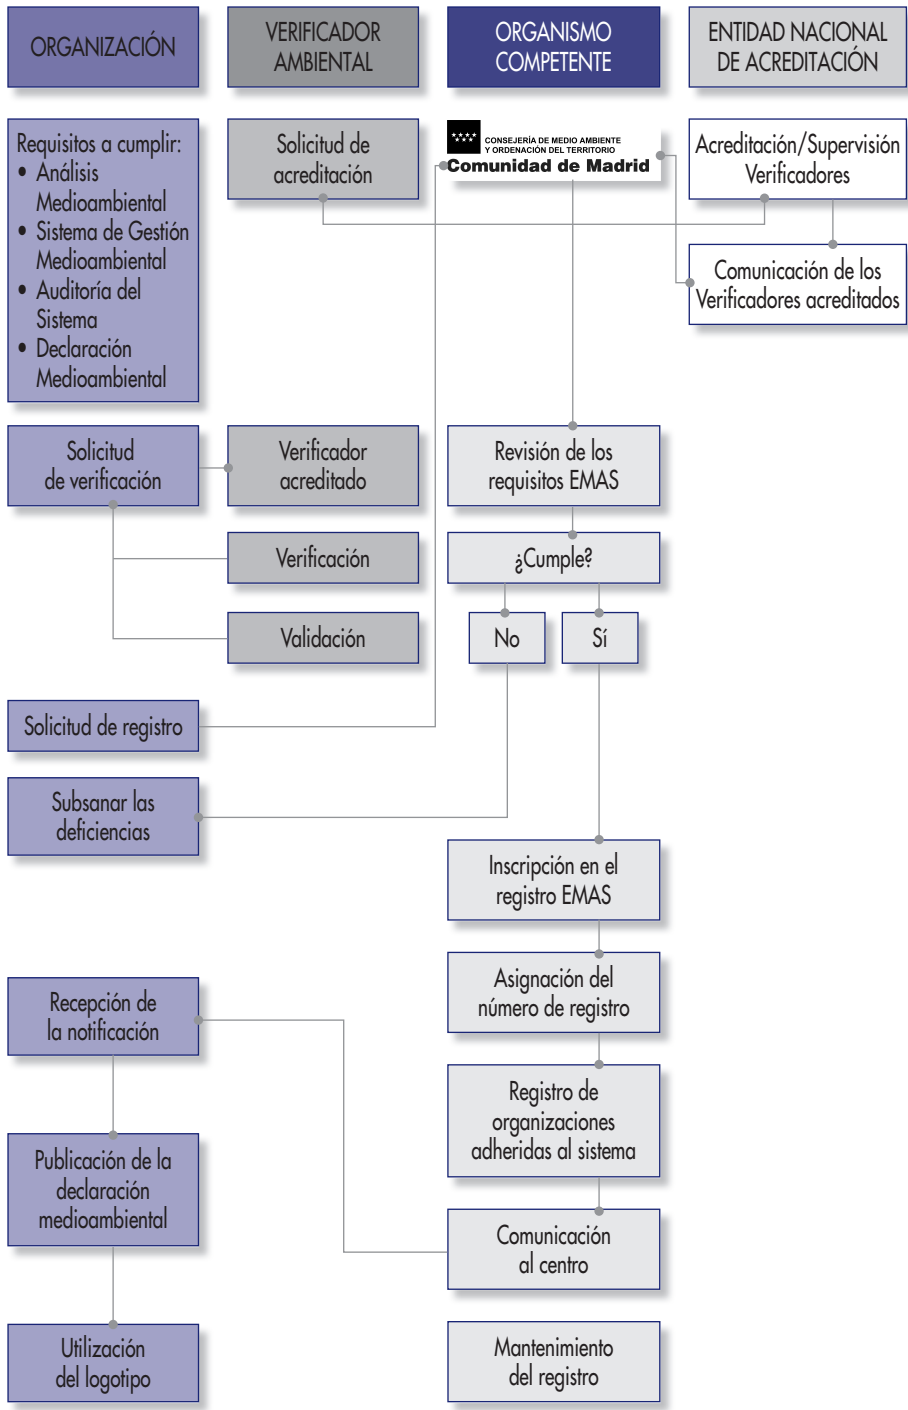 ORGANIZACIÓN
VERIFICADOR
AMBIENTAL
ORGANISMO
COMPETENTE
ENTIDAD NACIONAL
DE ACREDITACIÓN
Requisitos a cumplir:
• Análisis
Medioambiental
• Sistema de Gestión
Medioambiental
• Auditoría del
Sistema
• Declaración
Medioambiental
Solicitud de
acreditación
CONSEJERÍA DE MEDIO AMBIENTE
Y ORDENACIÓN DEL TERRITORIO
Comunidad de Madrid
Acreditación/Supervisión
Verificadores
Comunicación de los
Verificadores acreditados
Solicitud
de verificación
Verificador
acreditado
Revisión de los
requisitos EMAS
Verificación
¿Cumple?
Validación
No
Sí
Solicitud de registro
Subsanar las
deficiencias
Inscripción en el
registro EMAS
Asignación del
número de registro
Recepción de
la notificación
Registro de
organizaciones
adheridas al sistema
Publicación de la
declaración
medioambiental
Comunicación
al centro
Utilización
del logotipo
Mantenimiento
del registro